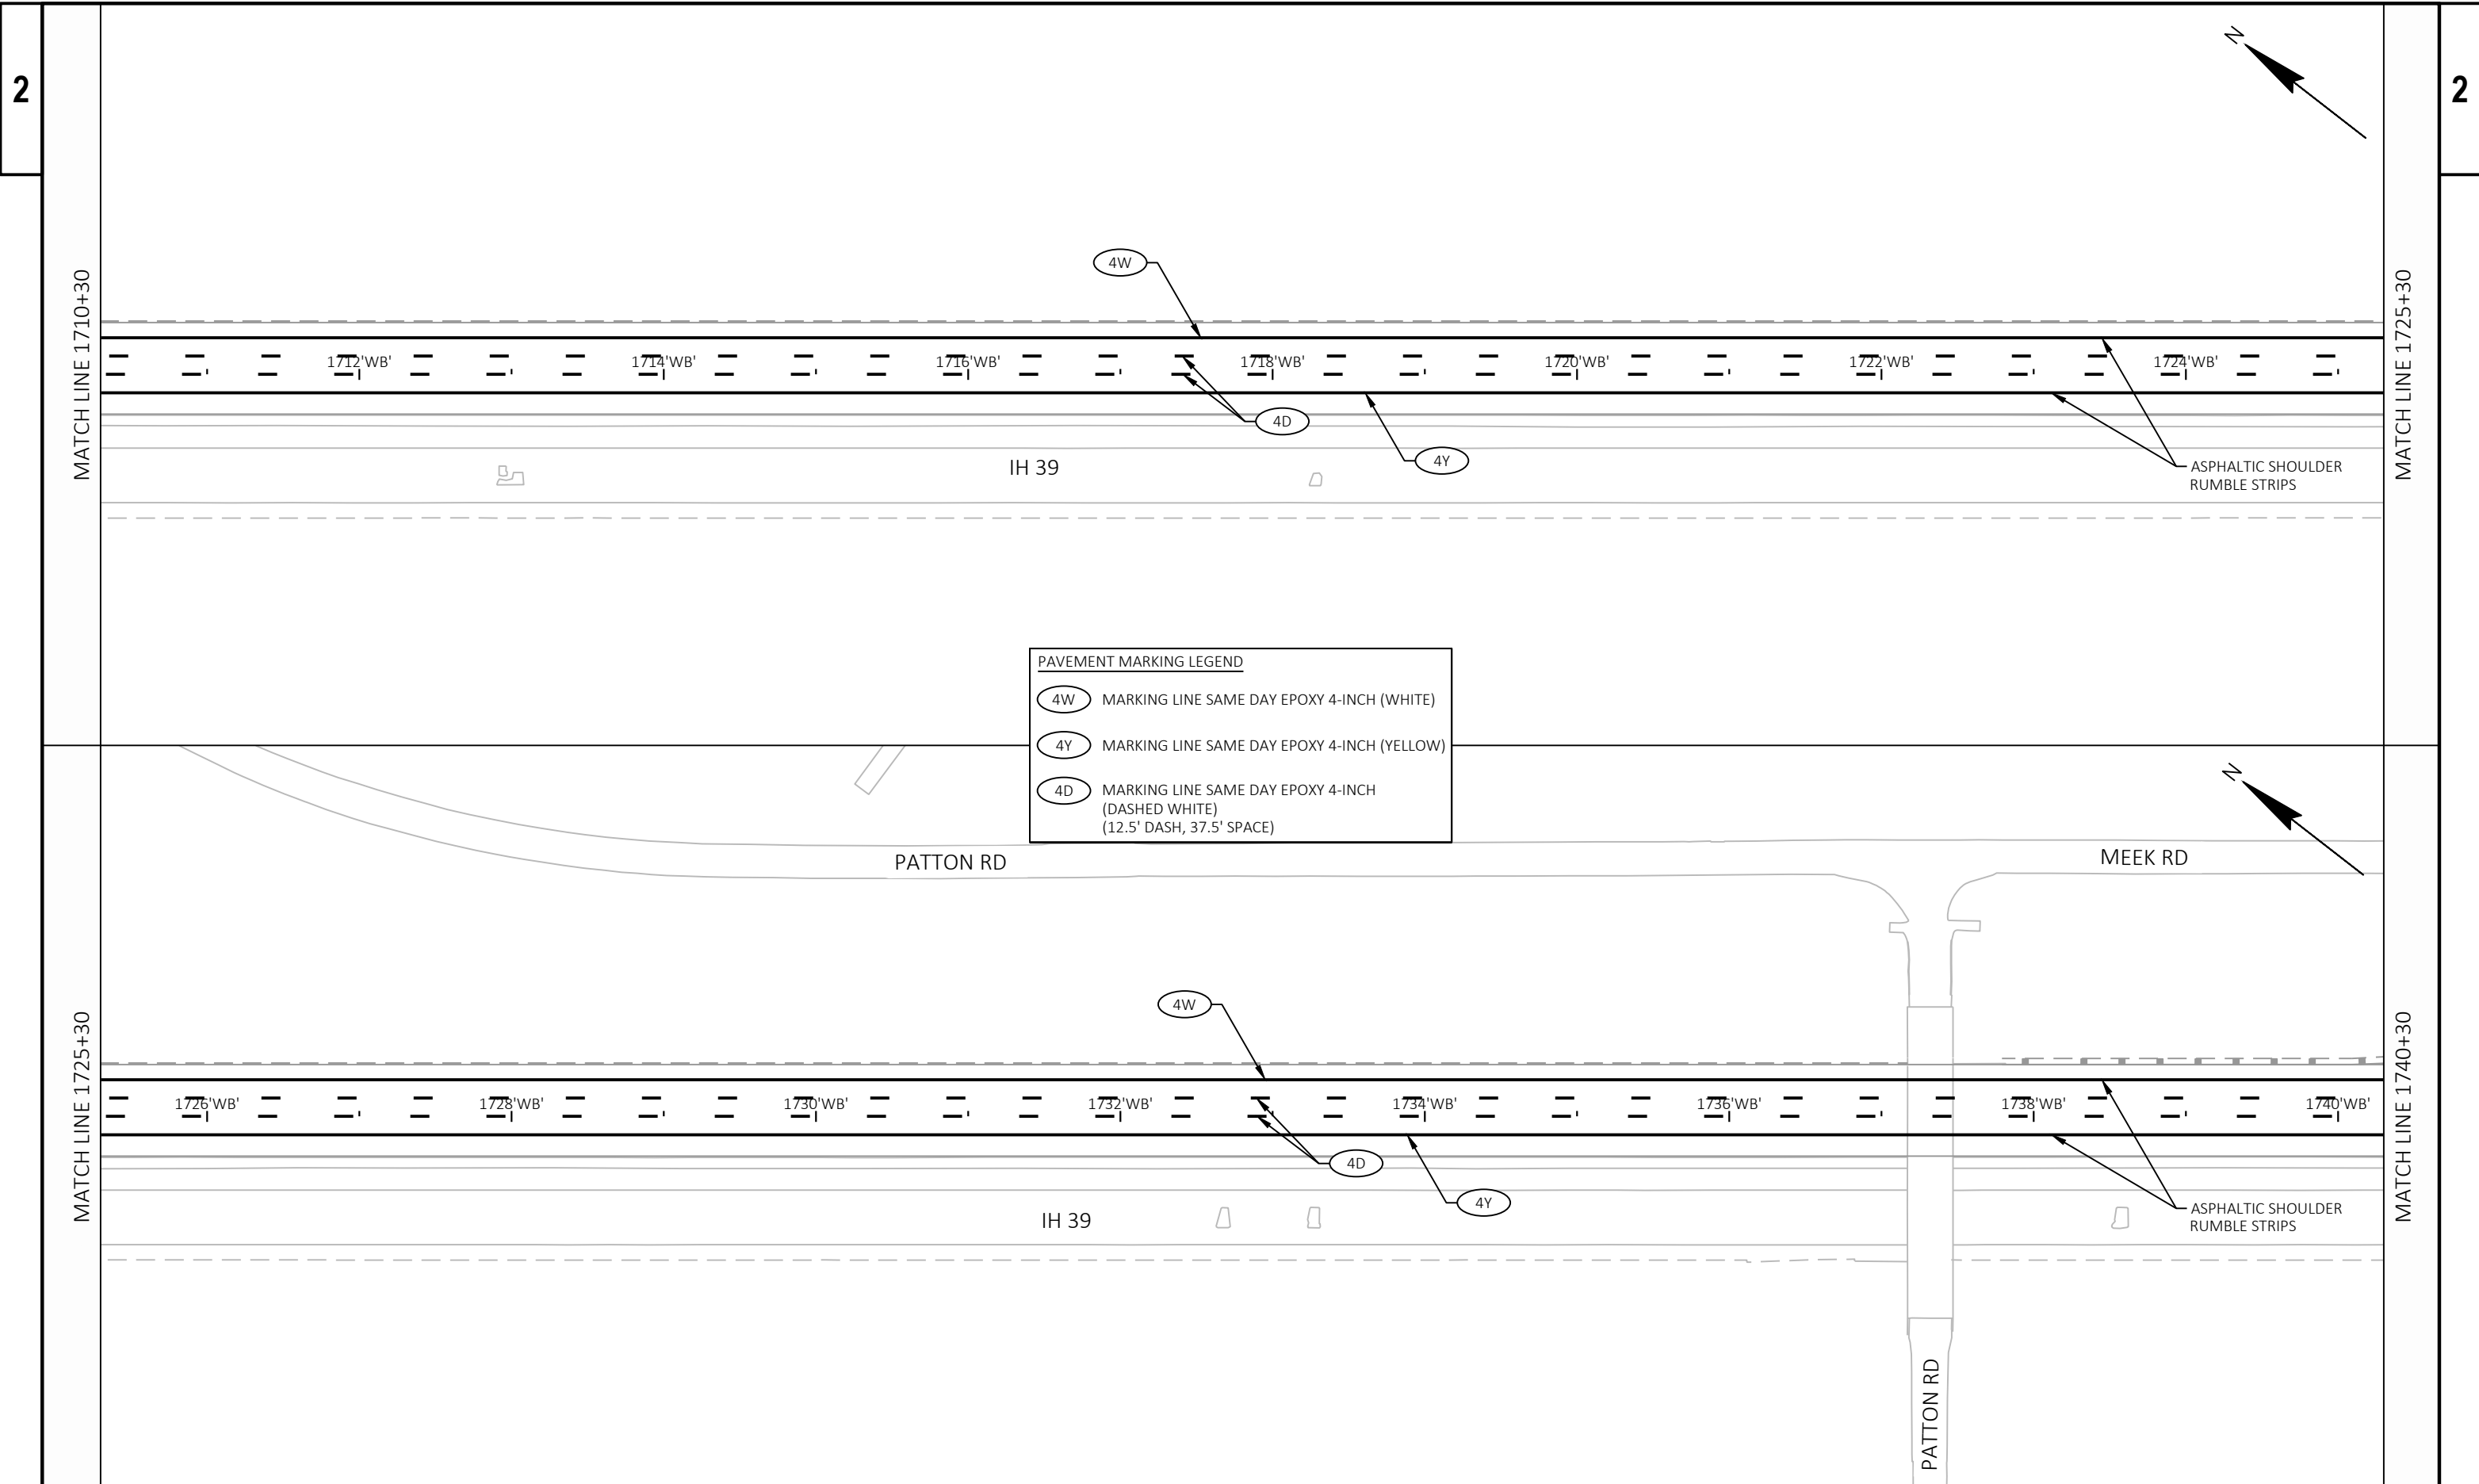 2
2
N
MATCH LINE 1710+30
MATCH LINE 1725+30
4W
1712'WB'
1714'WB'
1716'WB'
1718'WB'
1720'WB'
1722'WB'
1724'WB'
4D
4Y
IH 39
ASPHALTIC SHOULDER
RUMBLE STRIPS
PAVEMENT MARKING LEGEND
4W MARKING LINE SAME DAY EPOXY 4-INCH (WHITE)
4Y MARKING LINE SAME DAY EPOXY 4-INCH (YELLOW)
4D MARKING LINE SAME DAY EPOXY 4-INCH
(DASHED WHITE)
(12.5' DASH, 37.5' SPACE)
N
PATTON RD
MEEK RD
MATCH LINE 1725+30
MATCH LINE 1740+30
4W
1726'WB'
1728'WB'
1730'WB'
1732'WB'
1734'WB'
1736'WB'
1738'WB'
1740'WB'
4D
4Y
IH 39
ASPHALTIC SHOULDER
RUMBLE STRIPS
PATTON RD